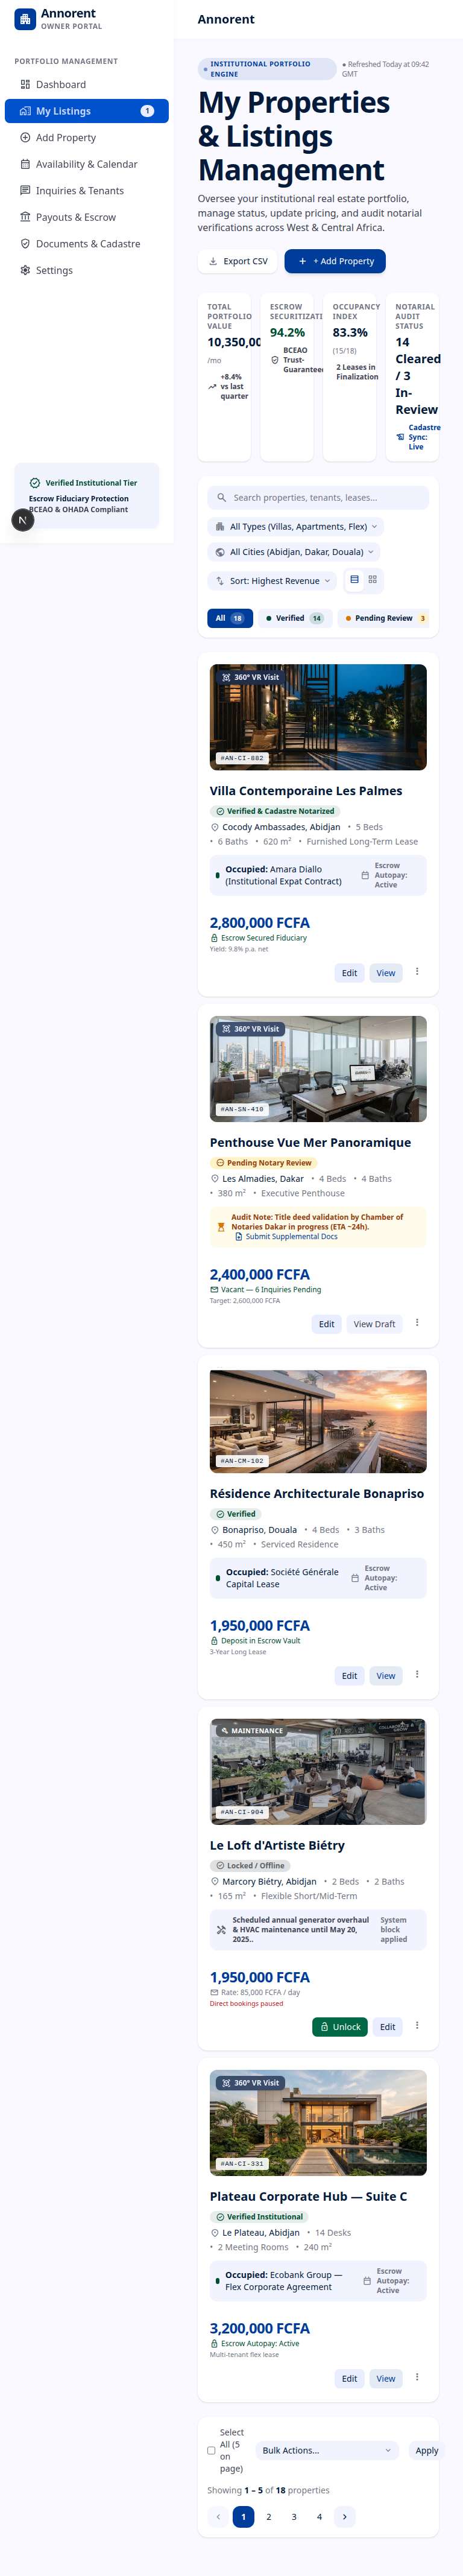 Annorent
OWNER PORTAL
PORTFOLIO MANAGEMENT
Dashboard
My Listings 1
Add Property
Availability & Calendar
Inquiries & Tenants
Payouts & Escrow
Documents & Cadastre
Settings
Verified Institutional Tier
Escrow Fiduciary Protection
BCEAO & OHADA Compliant
N
Annorent
INSTITUTIONAL PORTFOLIO
ENGINE
● Refreshed Today at 09:42
GMT
My Properties
& Listings
Management
Oversee your institutional real estate portfolio,
manage status, update pricing, and audit notarial
verifications across West & Central Africa.
Export CSV
+ Add Property
TOTAL
PORTFOLIO
VALUE
10,350,00
/mo
+8.4%
vs last
quarter
ESCROW
SECURITIZATI
94.2%
BCEAO
Trust-
Guarantee
OCCUPANCY
INDEX
83.3%
(15/18)
2 Leases in
Finalization
NOTARIAL
AUDIT
STATUS
14
Cleared
/ 3
In-
Review
Cadastre
Sync:
Live
Search properties, tenants, leases...
All Types (Villas, Apartments, Flex)
All Cities (Abidjan, Dakar, Douala)
Sort: Highest Revenue
All 18
Verified 14
Pending Review 3
360° VR Visit
#AN-CI-882
Villa Contemporaine Les Palmes
Verified & Cadastre Notarized
Cocody Ambassades, Abidjan • 5 Beds
• 6 Baths • 620 m² • Furnished Long-Term Lease
Occupied: Amara Diallo
(Institutional Expat Contract)
Escrow
Autopay:
Active
2,800,000 FCFA
Escrow Secured Fiduciary
Yield: 9.8% p.a. net
Edit
View
360° VR Visit
#AN-SN-410
Penthouse Vue Mer Panoramique
Pending Notary Review
Les Almadies, Dakar • 4 Beds • 4 Baths
• 380 m² • Executive Penthouse
Audit Note: Title deed validation by Chamber of
Notaries Dakar in progress (ETA ~24h).
Submit Supplemental Docs
2,400,000 FCFA
Vacant — 6 Inquiries Pending
Target: 2,600,000 FCFA
Edit
View Draft
#AN-CM-102
Résidence Architecturale Bonapriso
Verified
Bonapriso, Douala • 4 Beds • 3 Baths
• 450 m² • Serviced Residence
Occupied: Société Générale
Capital Lease
Escrow
Autopay:
Active
1,950,000 FCFA
Deposit in Escrow Vault
3-Year Long Lease
Edit
View
MAINTENANCE
#AN-CI-904
Le Loft d'Artiste Biétry
Locked / Offline
Marcory Biétry, Abidjan • 2 Beds • 2 Baths
• 165 m² • Flexible Short/Mid-Term
Scheduled annual generator overhaul
& HVAC maintenance until May 20,
2025..
System
block
applied
1,950,000 FCFA
Rate: 85,000 FCFA / day
Direct bookings paused
Unlock
Edit
360° VR Visit
#AN-CI-331
Plateau Corporate Hub — Suite C
Verified Institutional
Le Plateau, Abidjan • 14 Desks
• 2 Meeting Rooms • 240 m²
Occupied: Ecobank Group —
Flex Corporate Agreement
Escrow
Autopay:
Active
3,200,000 FCFA
Escrow Autopay: Active
Multi-tenant flex lease
Edit
View
Select
All (5
on
page)
Bulk Actions...
Apply
Showing 1 – 5 of 18 properties
1
2
3
4